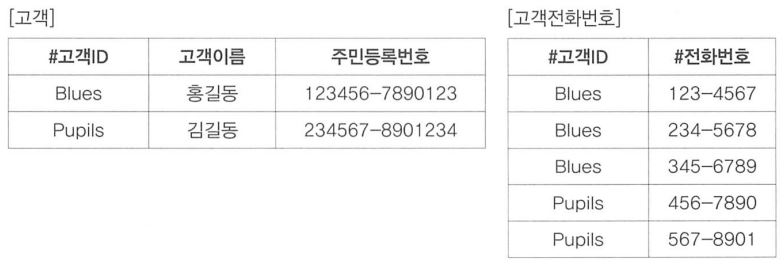 [고객]
#고객ID 고객이름 주민등록번호
Blues 홍길동 123456-7890123
Pupils 김길동 234567-8901234
[고객전화번호]
#고객ID #전화번호
Blues 123-4567
Blues 234-5678
Blues 345-6789
Pupils 456-7890
Pupils 567-8901